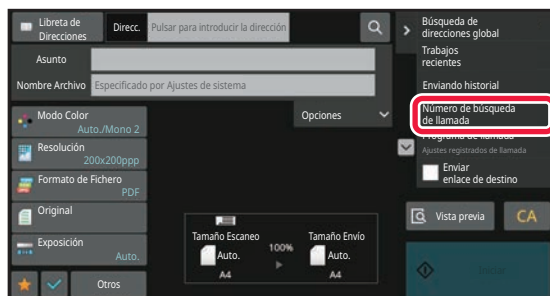 Libreta de
Direcciones
Direcc.
Pulsar para introducir la dirección
Asunto
Nombre Archivo
Especificado por Ajustes de sistema
Modo Color
Auto./Mono 2
Resolución
200x200ppp
Formato de Fichero
PDF
Original
Exposición
Auto.
Otros
Opciones
Tamaño Escaneo
Auto.
A4
100%
Tamaño Envío
Auto.
A4
Búsqueda de
direcciones global
Trabajos
recientes
Enviando historial
Número de búsqueda
de llamada
Programa de llamada
Ajustes registrados de llamada
Enviar
enlace de destino
Vista previa
CA